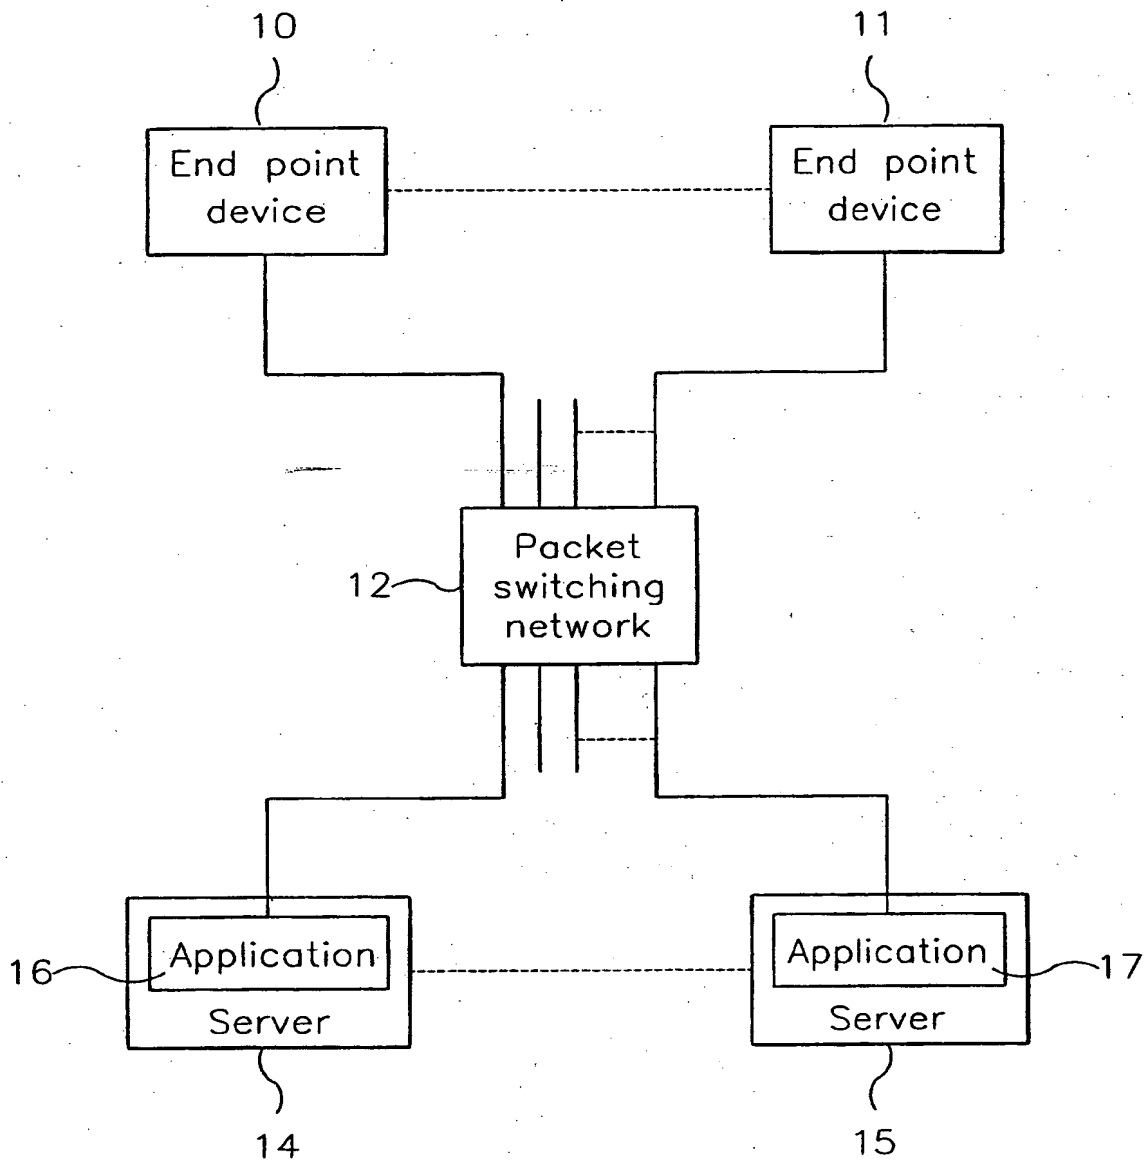 10
11
End point
device
End point
device
Packet
switching
network
12
Application
Server
16
Application
Server
17
14
15